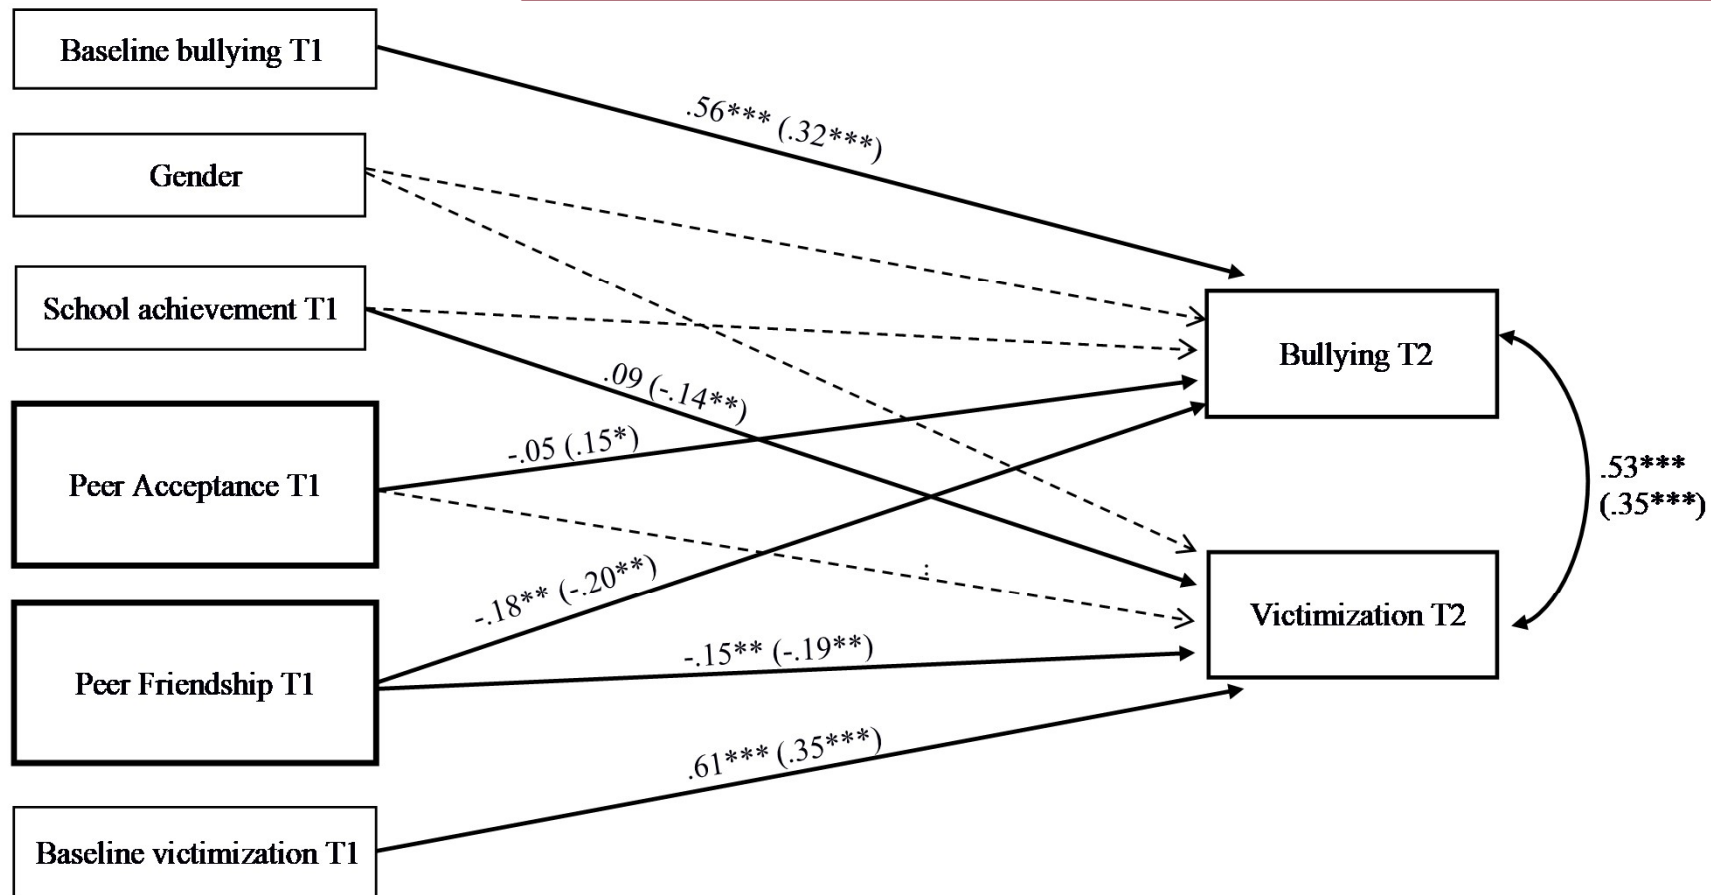 Baseline bullying T1
.56*** (.32***)
Gender
School achievement T1
Bullying T2
.09 (-.14**)
-.05 (.15*)
Peer Acceptance T1
.53***
(.35***)
-.18** (-.20**)
:
Victimization T2
-.15** (-.19**)
Peer Friendship T1
.61*** (.35***)
Baseline victimization T1